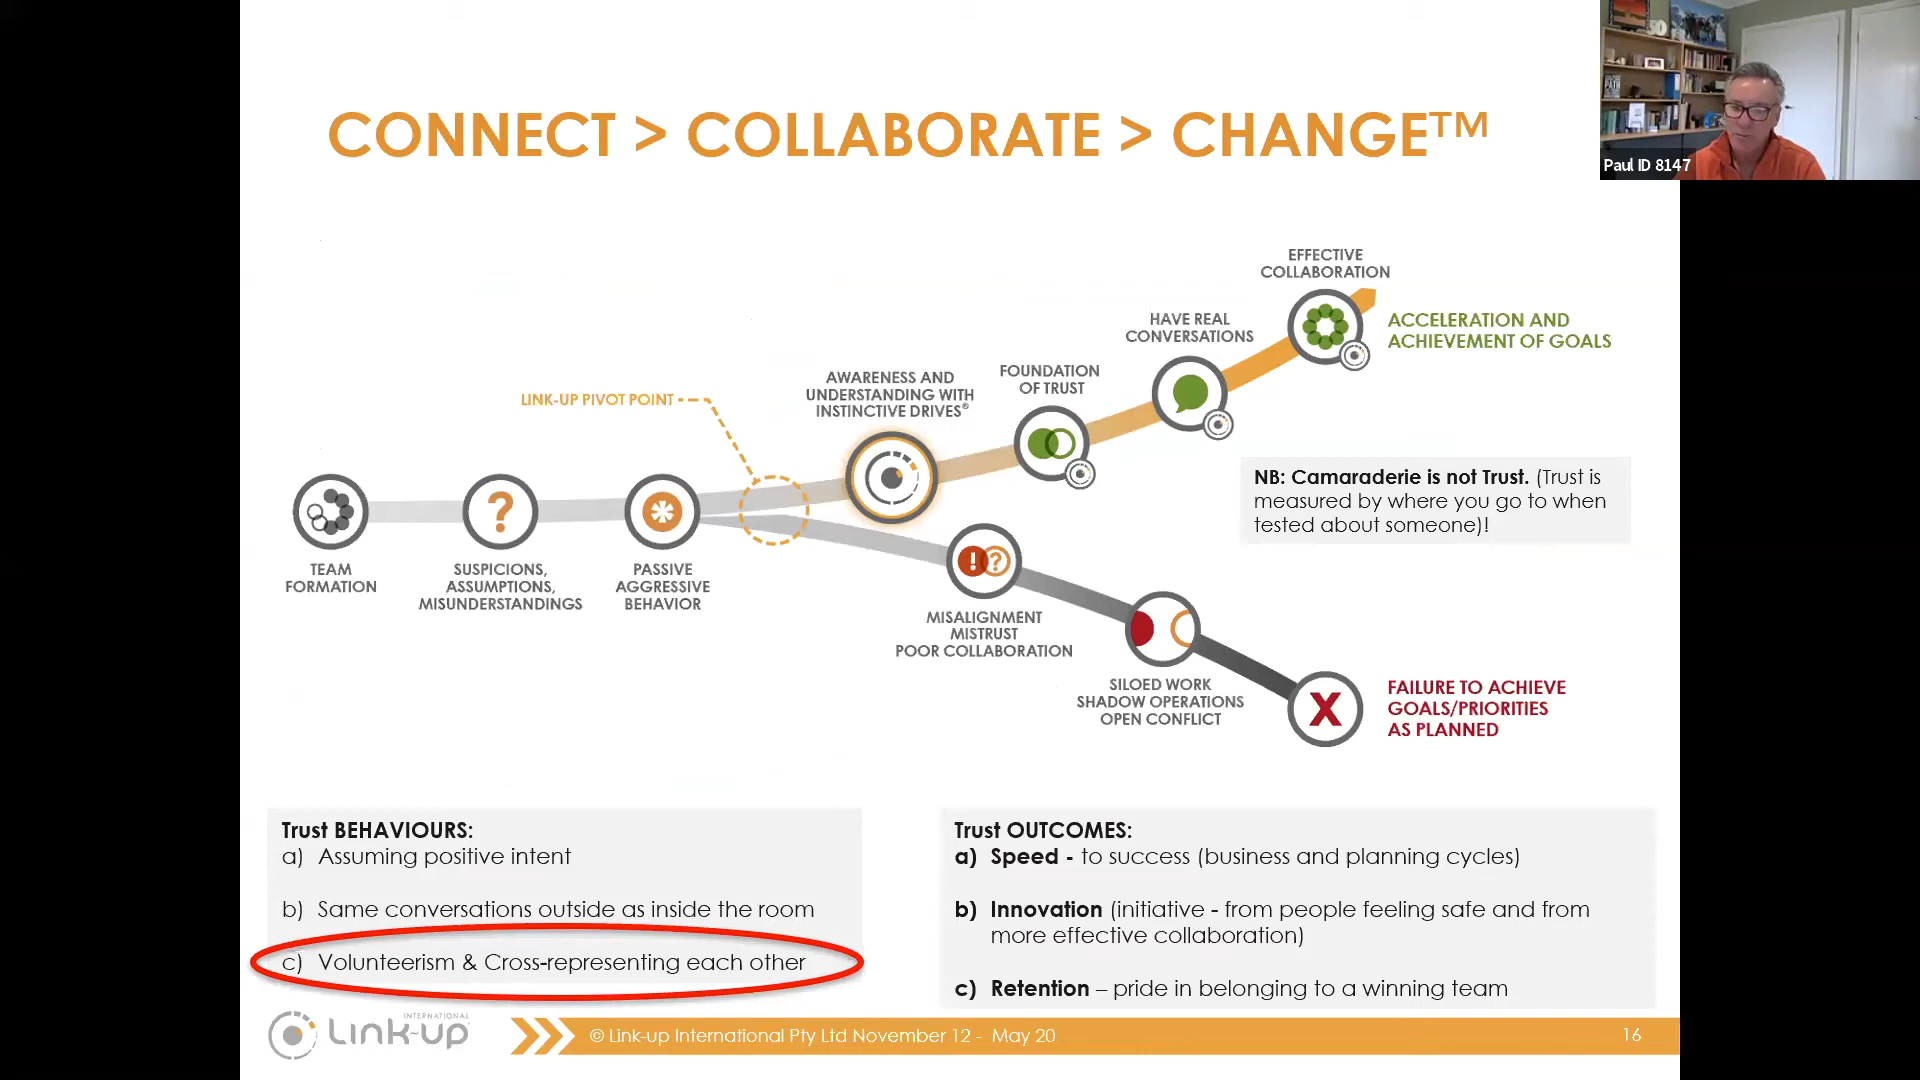 CONNECT > COLLABORATE > CHANGE™
Paul ID 8147
EFFECTIVE
COLLABORATION
ACCELERATION AND
ACHIEVEMENT OF GOALS
HAVE REAL
CONVERSATIONS
FOUNDATION
OF TRUST
AWARENESS AND
UNDERSTANDING WITH
INSTINCTIVE DRIVES®
LINK-UP PIVOT POINT
NB: Camaraderie is not Trust. (Trust is
measured by where you go to when
tested about someone)!
?
TEAM
FORMATION
SUSPICIONS,
ASSUMPTIONS,
MISUNDERSTANDINGS
PASSIVE
AGGRESSIVE
BEHAVIOR
! ?
MISALIGNMENT
MISTRUST
POOR COLLABORATION
SILOED WORK
SHADOW OPERATIONS
OPEN CONFLICT
X
FAILURE TO ACHIEVE
GOALS/PRIORITIES
AS PLANNED
Trust BEHAVIOURS:
a) Assuming positive intent
b) Same conversations outside as inside the room
c) Volunteerism & Cross-representing each other
Trust OUTCOMES:
a) Speed - to success (business and planning cycles)
b) Innovation (initiative - from people feeling safe and from
more effective collaboration)
c) Retention – pride in belonging to a winning team
INTERNATIONAL
Link-up
© Link-up International Pty Ltd November 12 - May 20
16